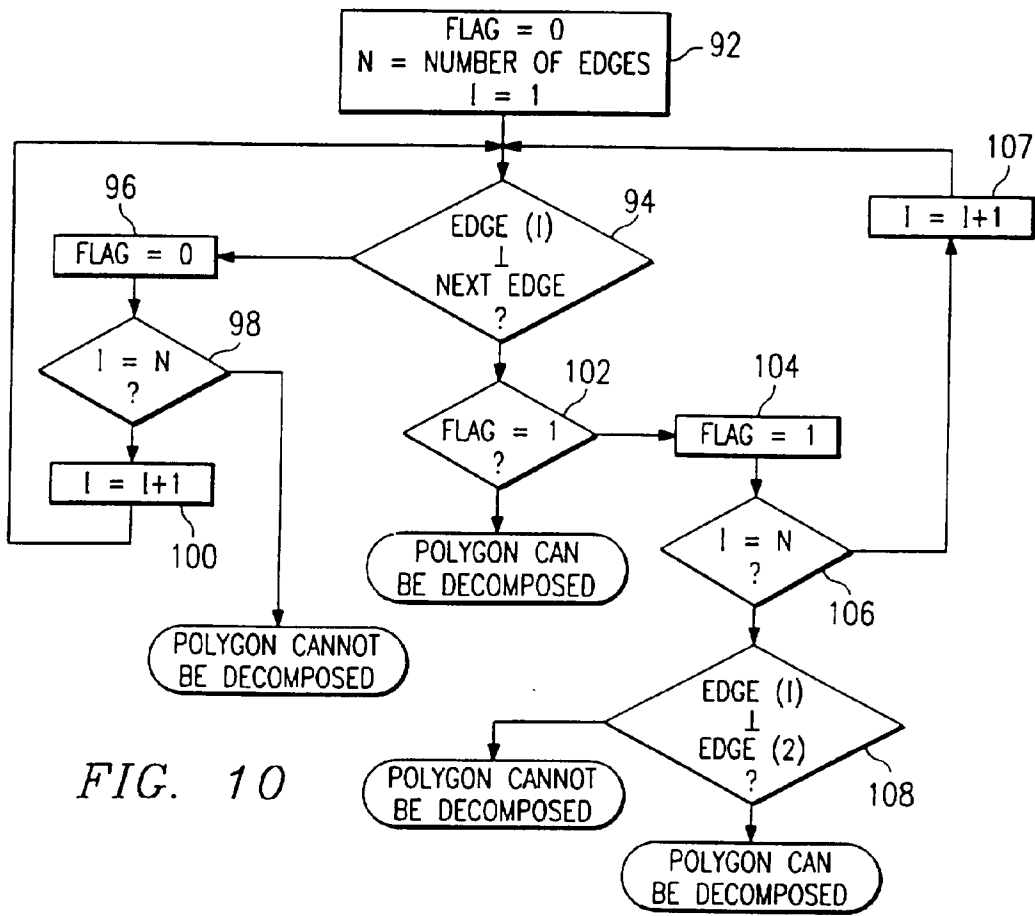 FLAG = 0
N = NUMBER OF EDGES
I = 1
92
107
I = I+1
96
FLAG = 0
94
EDGE (I)
⊥
NEXT EDGE
?
98
I = N
?
102
FLAG = 1
?
104
FLAG = 1
I = I+1
100
POLYGON CAN
BE DECOMPOSED
I = N
?
106
POLYGON CANNOT
BE DECOMPOSED
EDGE (I)
⊥
EDGE (2)
?
108
FIG. 10
POLYGON CANNOT
BE DECOMPOSED
POLYGON CAN
BE DECOMPOSED